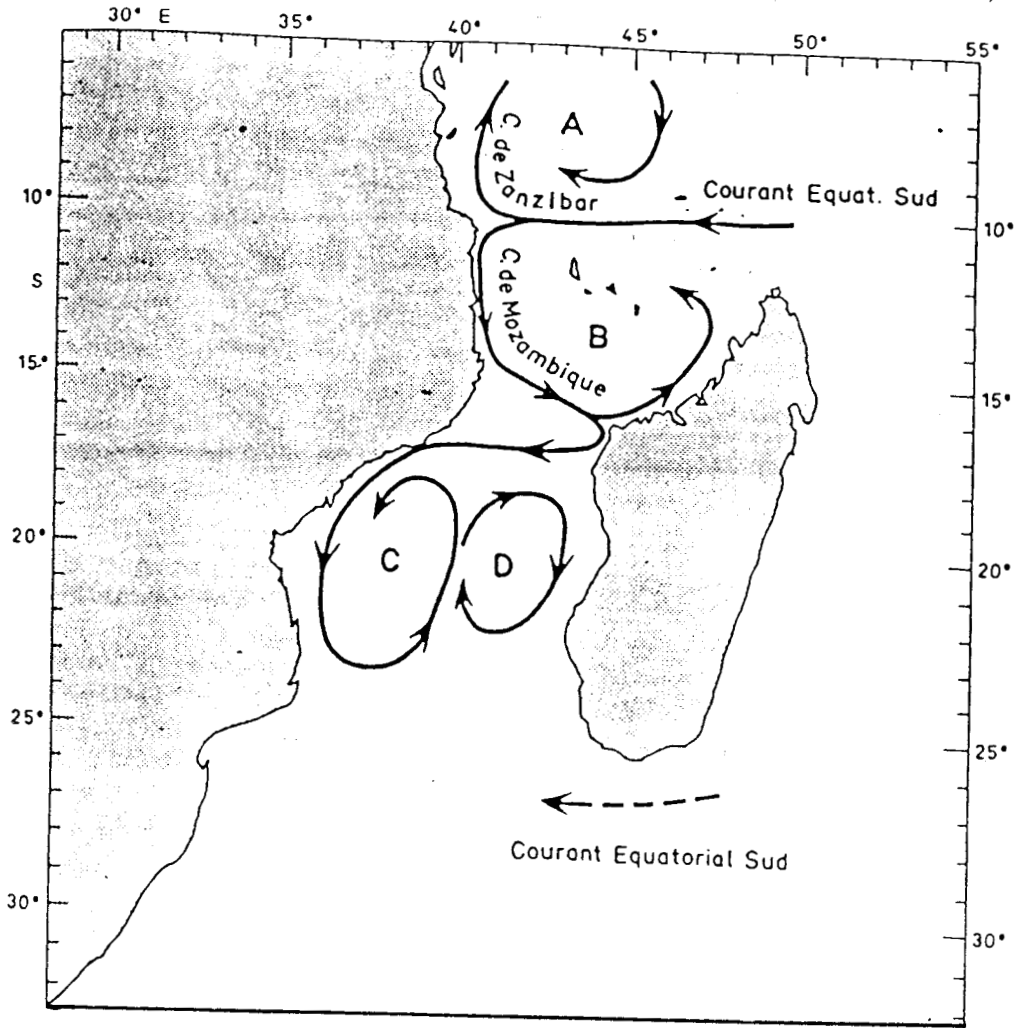 30° E 35° 40° 45° 50° 55°
A
C. de Zanzibar
Courant Equat. Sud
10° 10°
S
C. de Mozambique
B
15° 15°
20° 20°
C D
25° 25°
Courant Equatorial Sud
30° 30°